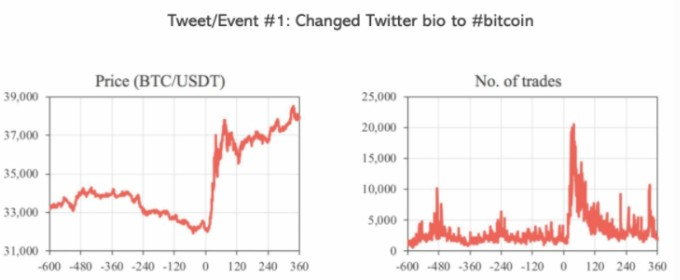 Tweet/Event #1: Changed Twitter bio to #bitcoin
Price (BTC/USDT)
39,000
37,000
35,000
33,000
31,000
-600 -480 -360 -240 -120 0 120 240 360
No. of trades
25,000
20,000
15,000
10,000
5,000
0
-600 -480 -360 -240 -120 0 120 240 360